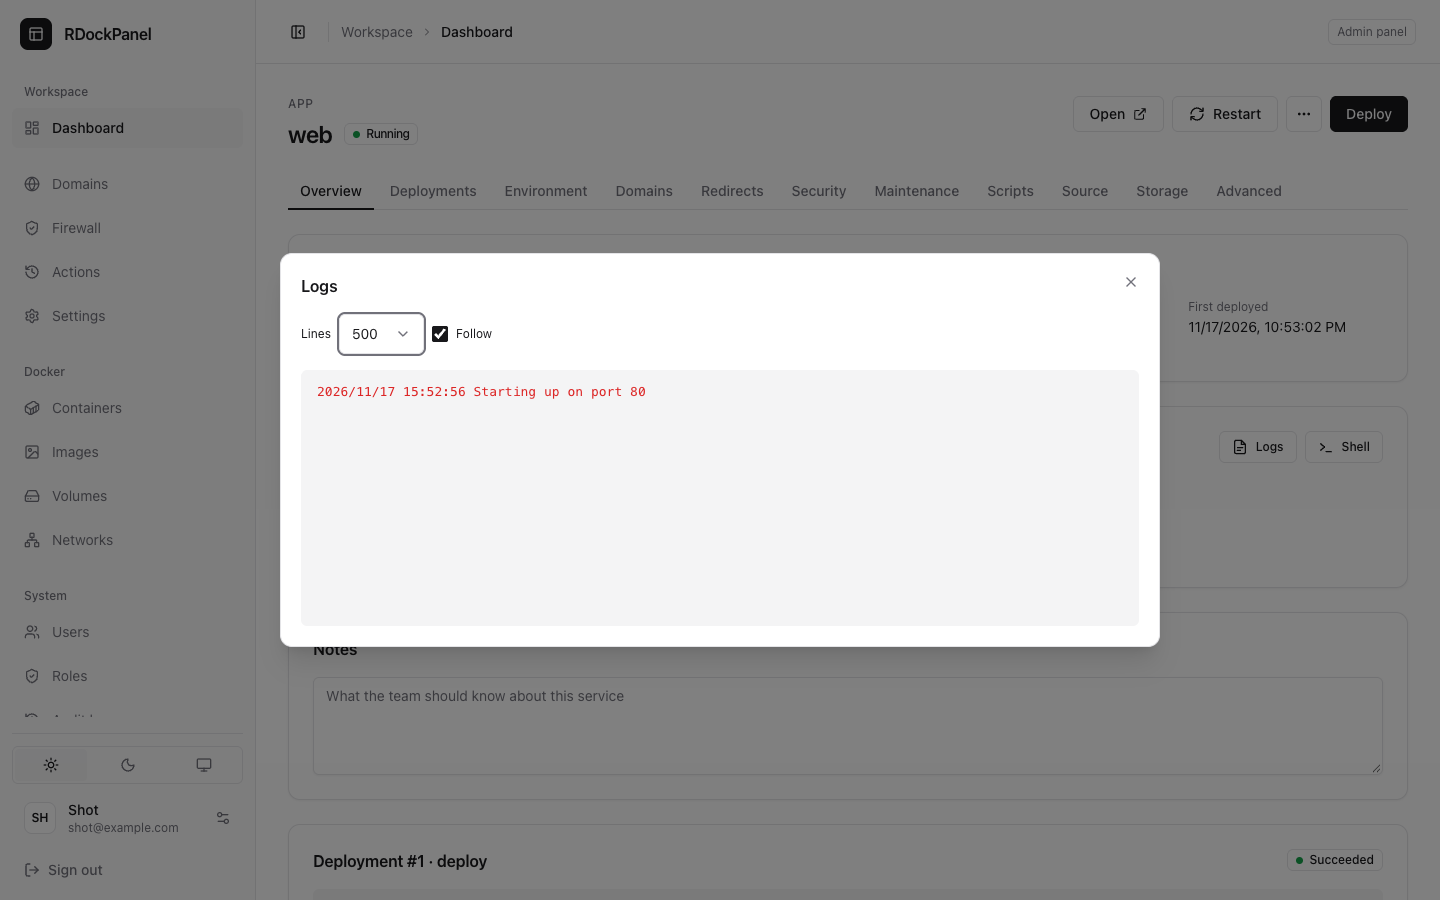 RDockPanel
Workspace
Dashboard
Domains
Firewall
Actions
Settings
Docker
Containers
Images
Volumes
Networks
System
Users
Roles
SH
Shot
shot@example.com
Sign out
Workspace
Dashboard
Admin panel
APP
web
Running
Open
Restart
Deploy
Overview
Deployments
Environment
Domains
Redirects
Security
Maintenance
Scripts
Source
Storage
Advanced
First deployed
11/17/2026, 10:53:02 PM
Logs
Lines
500
Follow
2026/11/17 15:52:56 Starting up on port 80
Logs
Shell
Notes
What the team should know about this service
Deployment #1 · deploy
Succeeded